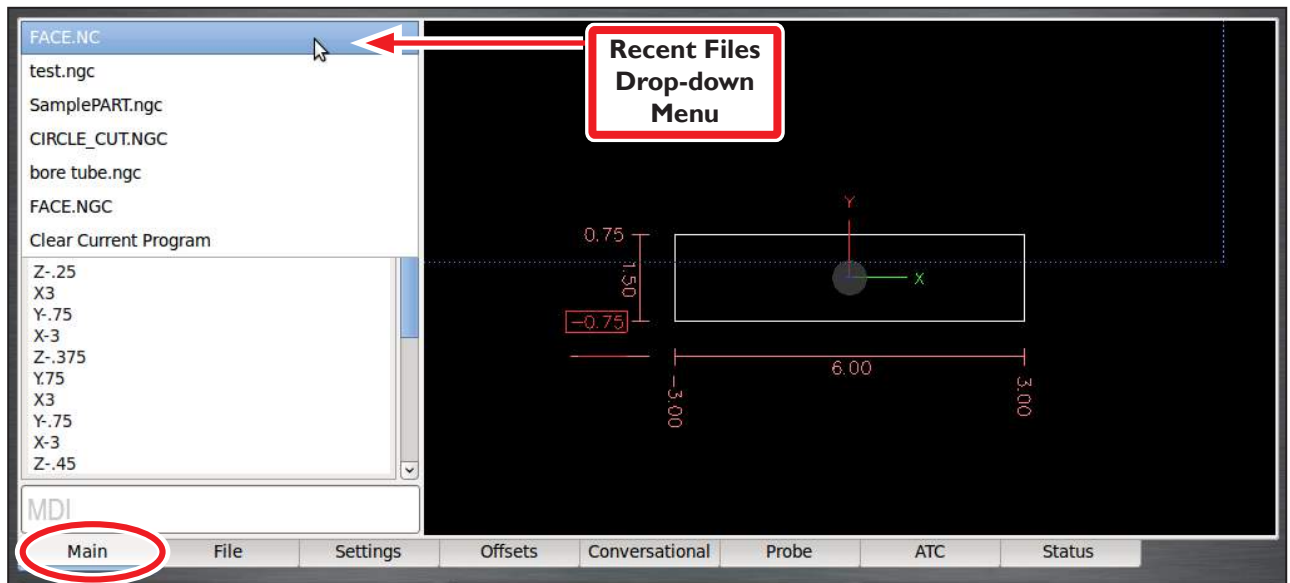 FACE.NC
test.ngc
SamplePART.ngc
CIRCLE_CUT.NGC
bore tube.ngc
FACE.NGC
Clear Current Program
Z-.25
X3
Y-.75
X-3
Z-.375
Y.75
X3
Y-.75
X-3
Z-.45
MDI
Recent Files
Drop-down
Menu
Y
X
0.75
1.50
-0.75
6.00
-3.00
3.00
Main File Settings Offsets Conversational Probe ATC Status